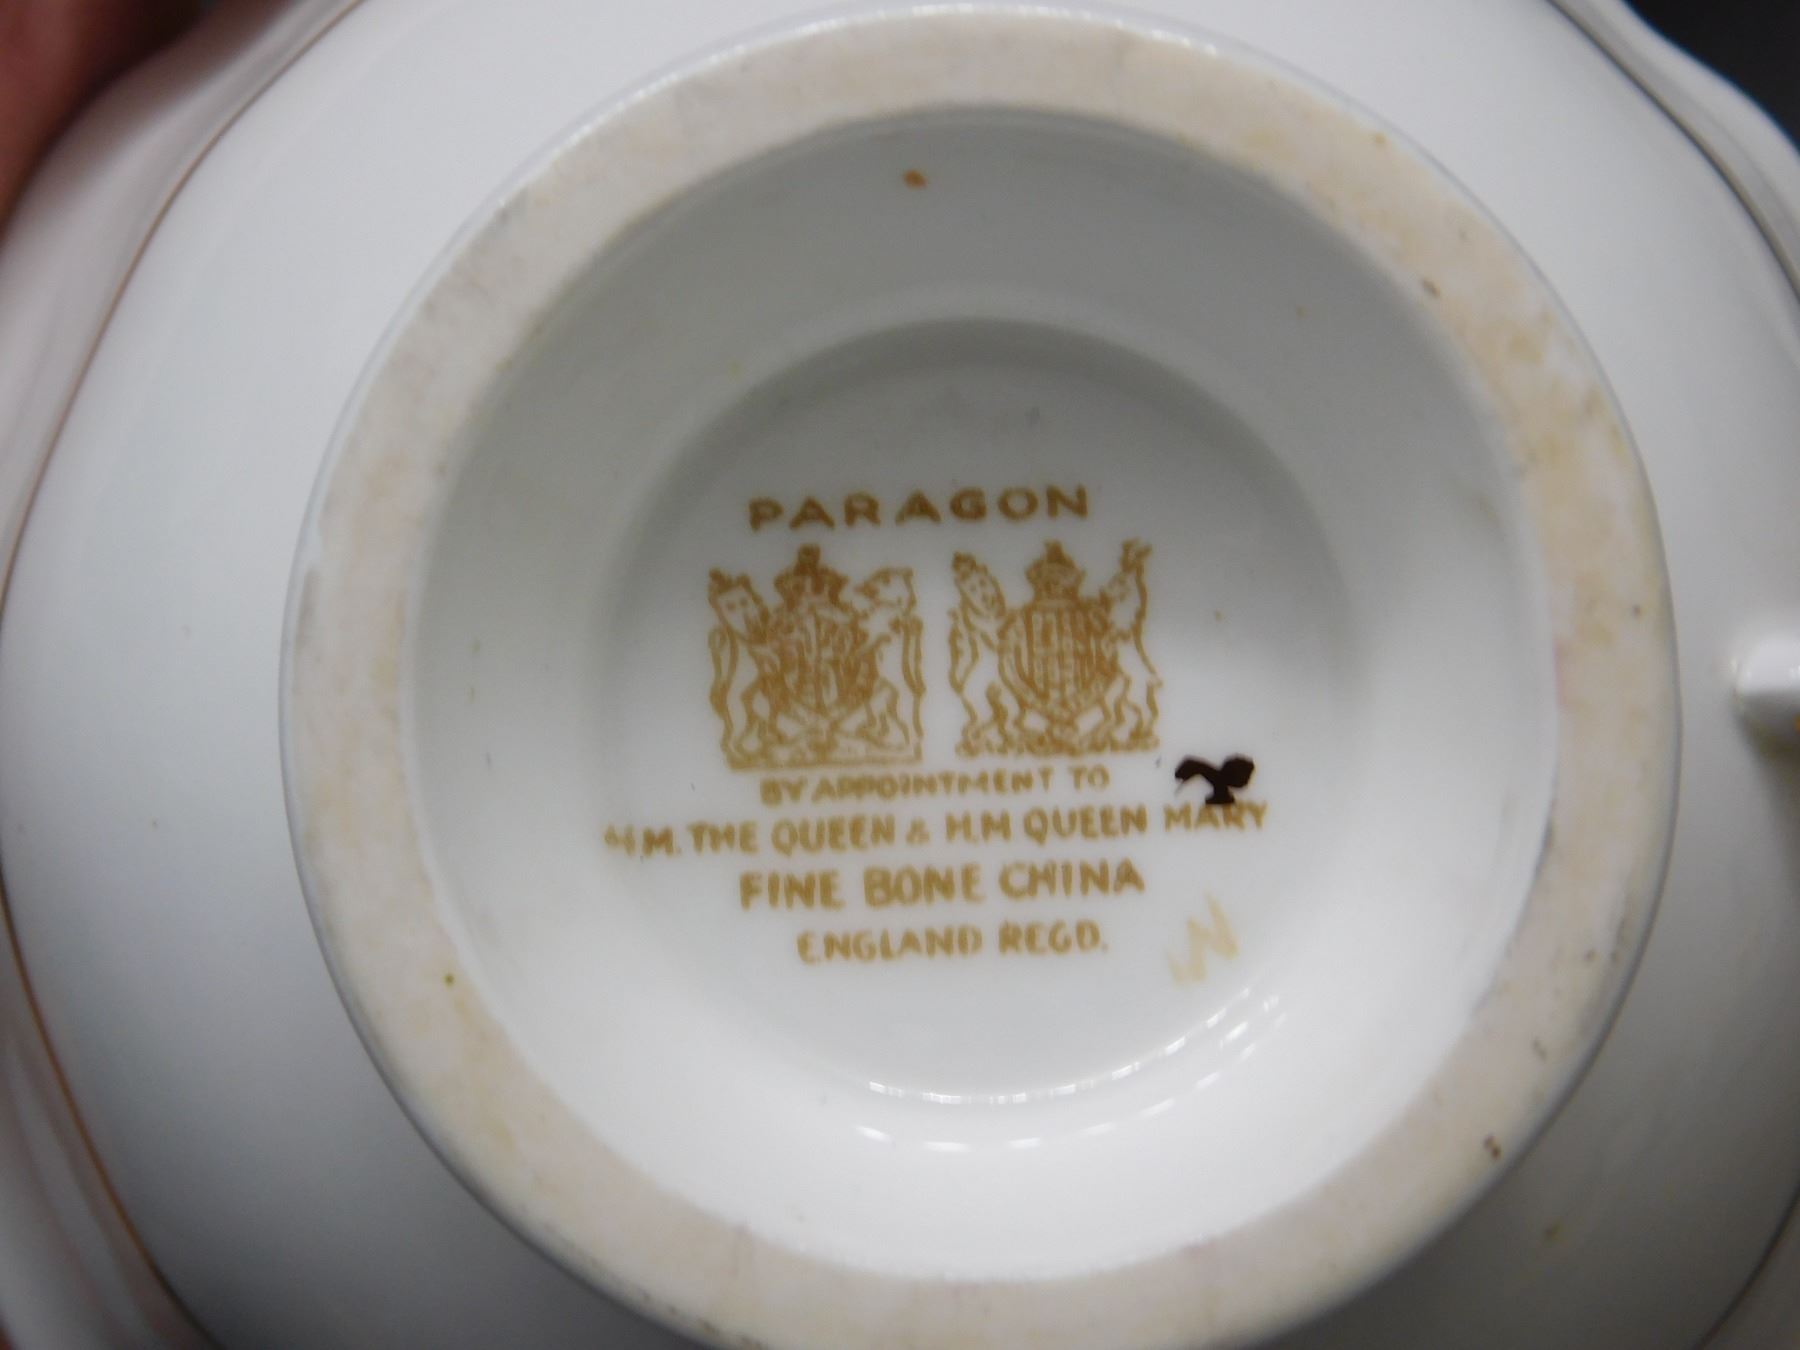 PARAGON
BY APPOINTMENT TO
H.M. THE QUEEN & H.M QUEEN MARY
FINE BONE CHINA
ENGLAND REGD.